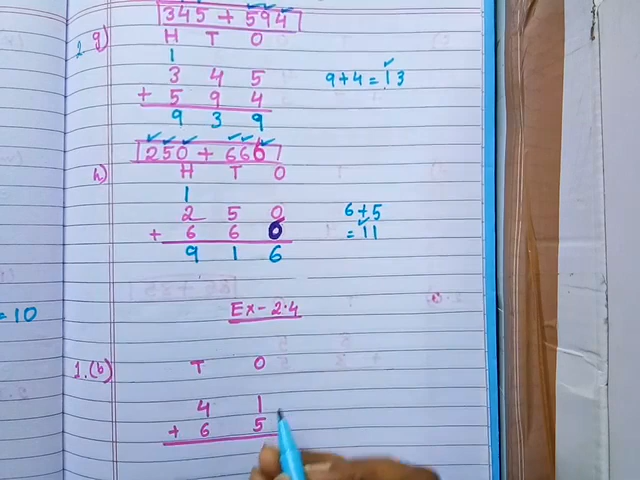 345 + 594
2. g)
H T O
1
3 4 5
9+4 = 13
+ 5 9 4
9 3 9
250 + 666
h)
H T O
1
2 5 0
6+5
+ 6 6 6
= 11
9 1 6
= 10
Ex - 2.4
1. (b)
T O
4 1
+ 6 5